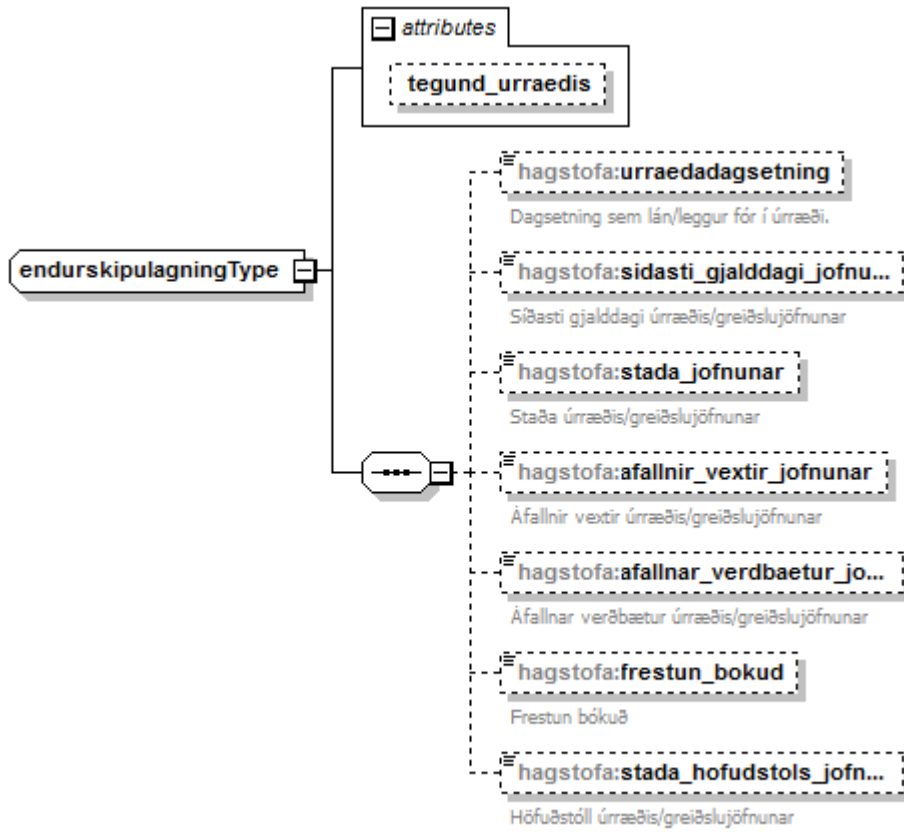 attributes
tegund_urraedis
endurskipulagningType
hagstofa:urraedadagsetning
Dagsetning sem lán/leggur fór í úrræði.
hagstofa:sidasti_gjalddagi_jofnu...
Síðasti gjalddagi úrræðis/greiðslujöfnunar
hagstofa:stada_jofnunar
Staða úrræðis/greiðslujöfnunar
hagstofa:afallnir_vextir_jofnunar
Áfallnir vextir úrræðis/greiðslujöfnunar
hagstofa:afallnar_verdbaetur_jo...
Áfallnar verðbætur úrræðis/greiðslujöfnunar
hagstofa:frestun_bokud
Frestun bókuð
hagstofa:stada_hofudstols_jofn...
Höfuðstóll úrræðis/greiðslujöfnunar